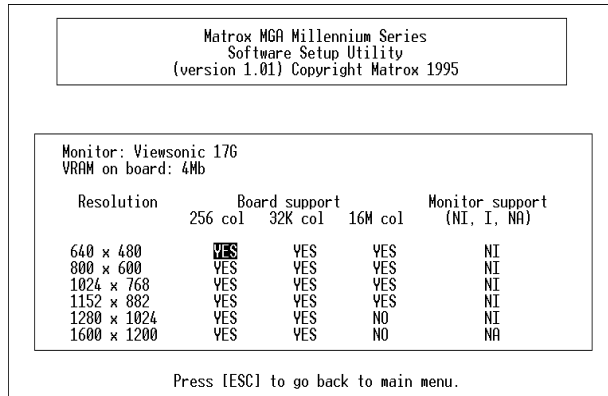 Matrox MGA Millennium Series
Software Setup Utility
(version 1.01) Copyright Matrox 1995
Monitor: Viewsonic 17G
VRAM on board: 4Mb
Resolution Board support Monitor support
256 col 32K col 16M col (NI, I, NA)
640 x 480 YES YES YES NI
800 x 600 YES YES YES NI
1024 x 768 YES YES YES NI
1152 x 882 YES YES YES NI
1280 x 1024 YES YES NO NI
1600 x 1200 YES YES NO NA
Press [ESC] to go back to main menu.